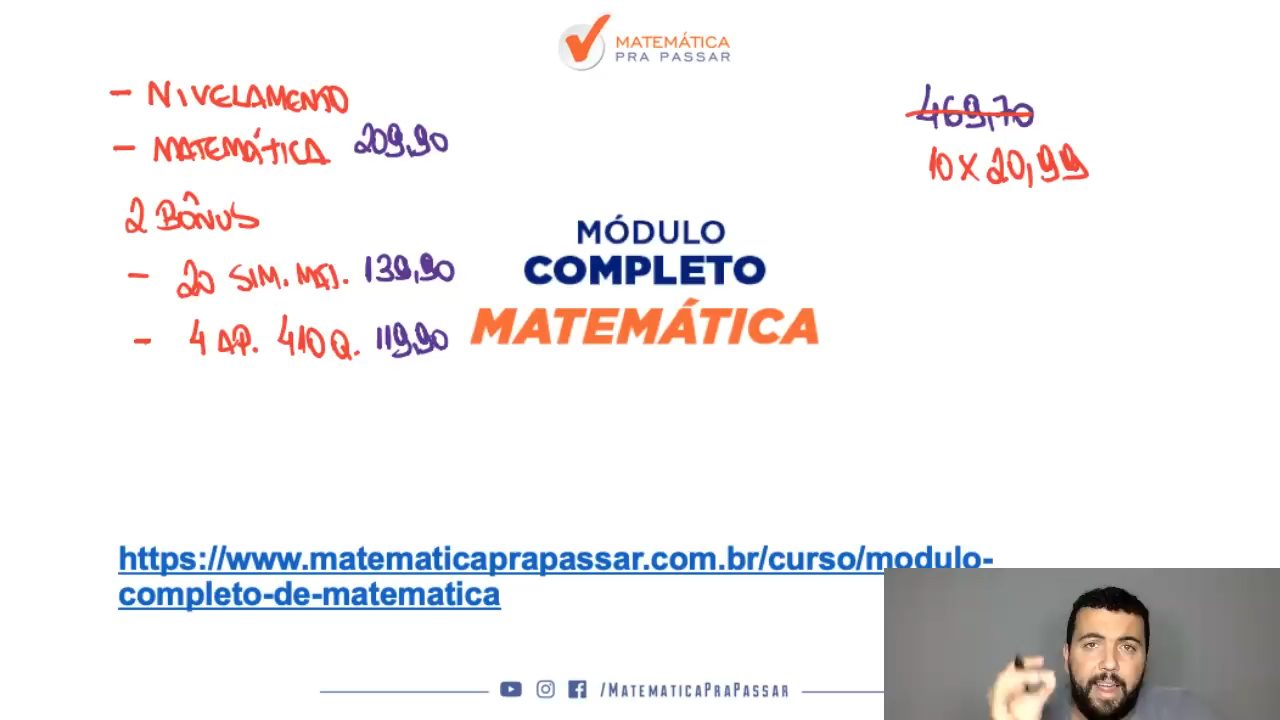 MATEMÁTICA
PRA PASSAR
- NIVELAMENTO
- MATEMÁTICA 209,90
2 BÔNUS
- 20 SIM. MAT. 139,90
- 4 AP. 410 Q. 119,90
469,70
10 X 20,99
MÓDULO
COMPLETO
MATEMÁTICA
https://www.matematicaprapassar.com.br/curso/modulo-
completo-de-matematica
/MATEMATICAPRAPASSAR